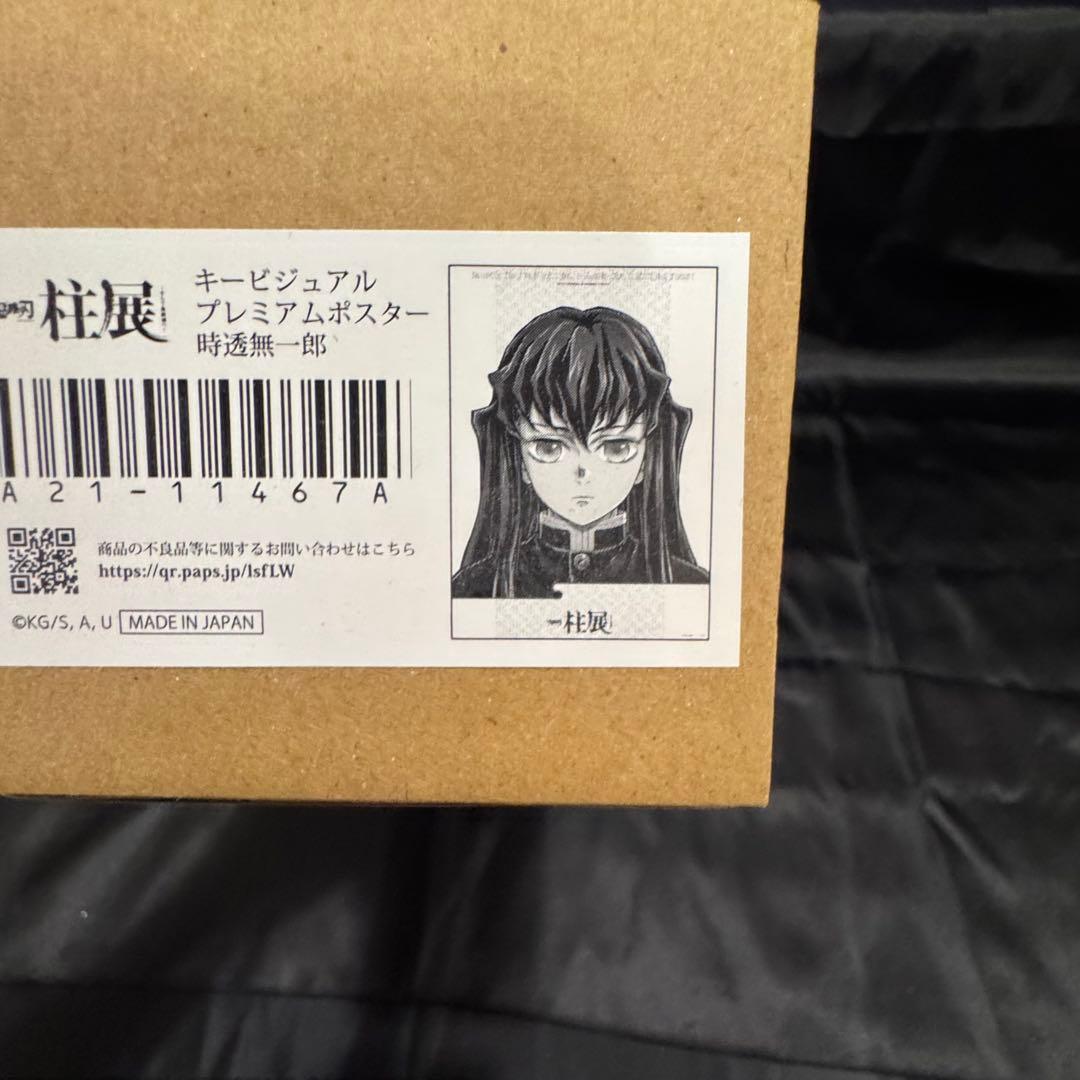 柱展
キービジュアル
プレミアムポスター
時透無一郎
A21-11467A
商品の不良品等に関するお問い合わせはこちら
https://qr.paps.jp/lsfLW
©KG/S, A, U MADE IN JAPAN
柱展